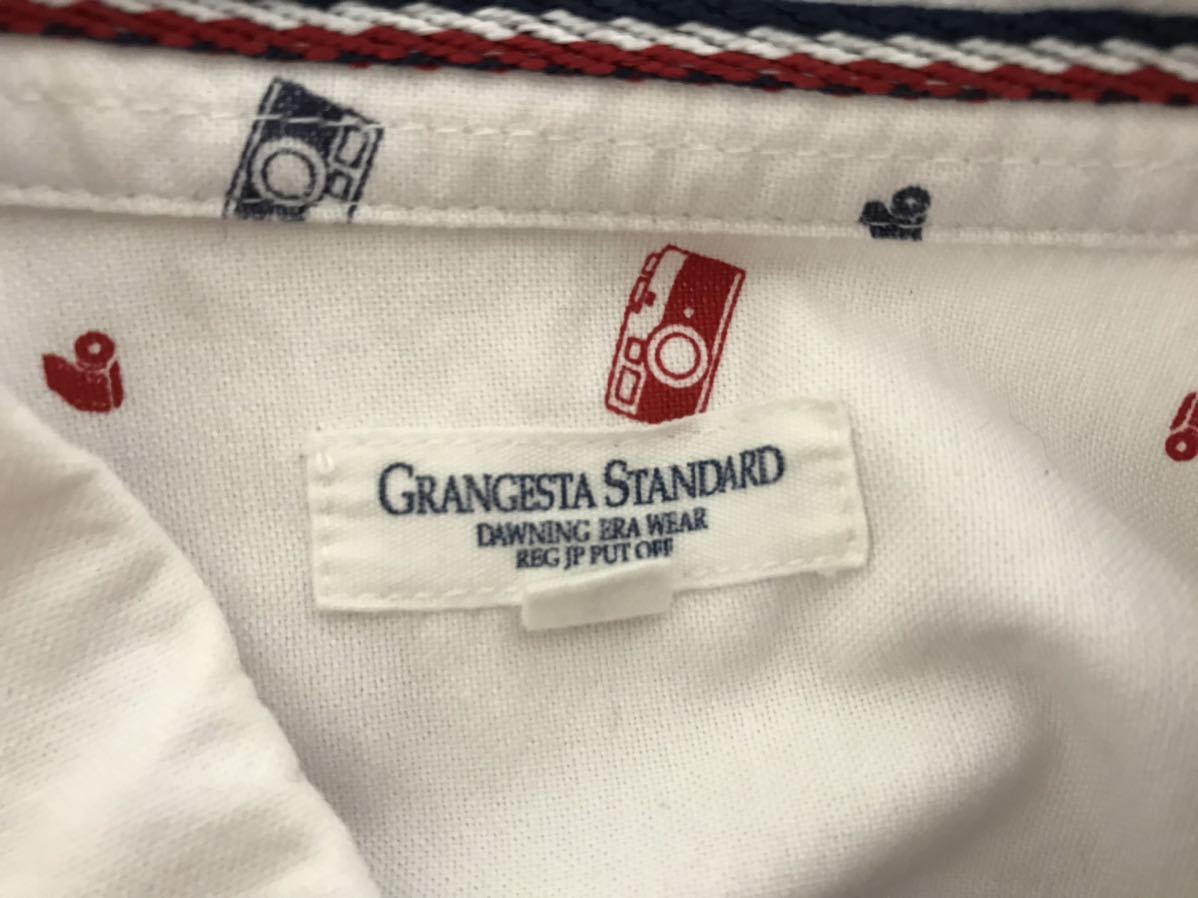 GRANGESTA STANDARD
DAWNING ERA WEAR
REG JP PUT OFF